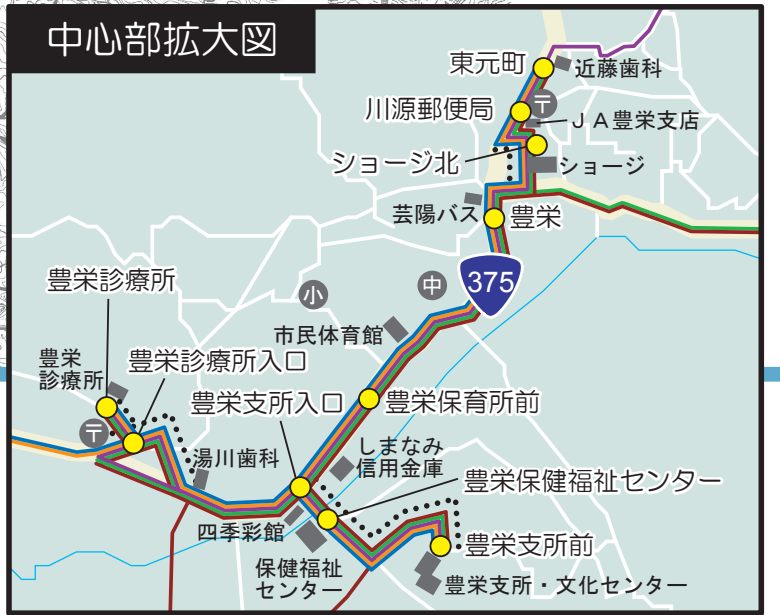 中心部拡大図
東元町
近藤歯科
〒
川源郵便局
JA豊栄支店
ショージ北
ショージ
芸陽バス
豊栄
375
豊栄診療所
小
中
市民体育館
豊栄
診療所
豊栄診療所入口
豊栄支所入口
豊栄保育所前
〒
湯川歯科
しまなみ
信用金庫
豊栄保健福祉センター
四季彩館
豊栄支所前
保健福祉
センター
豊栄支所・文化センター